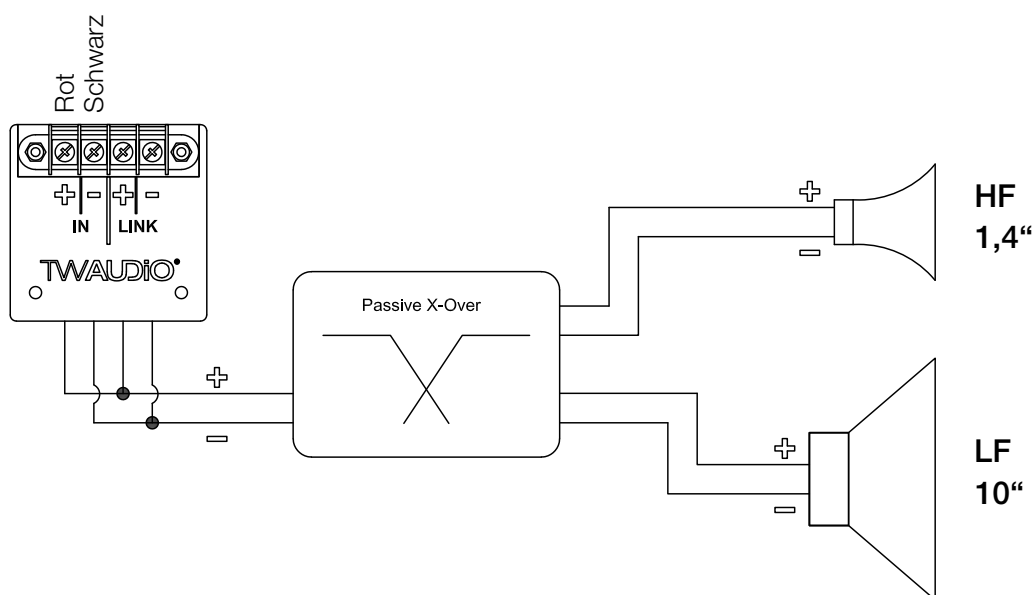 Rot
Schwarz
+ - + -
IN LINK
TWAUDiO
Passive X-Over
+
-
+
-
HF
1,4“
+
-
LF
10“